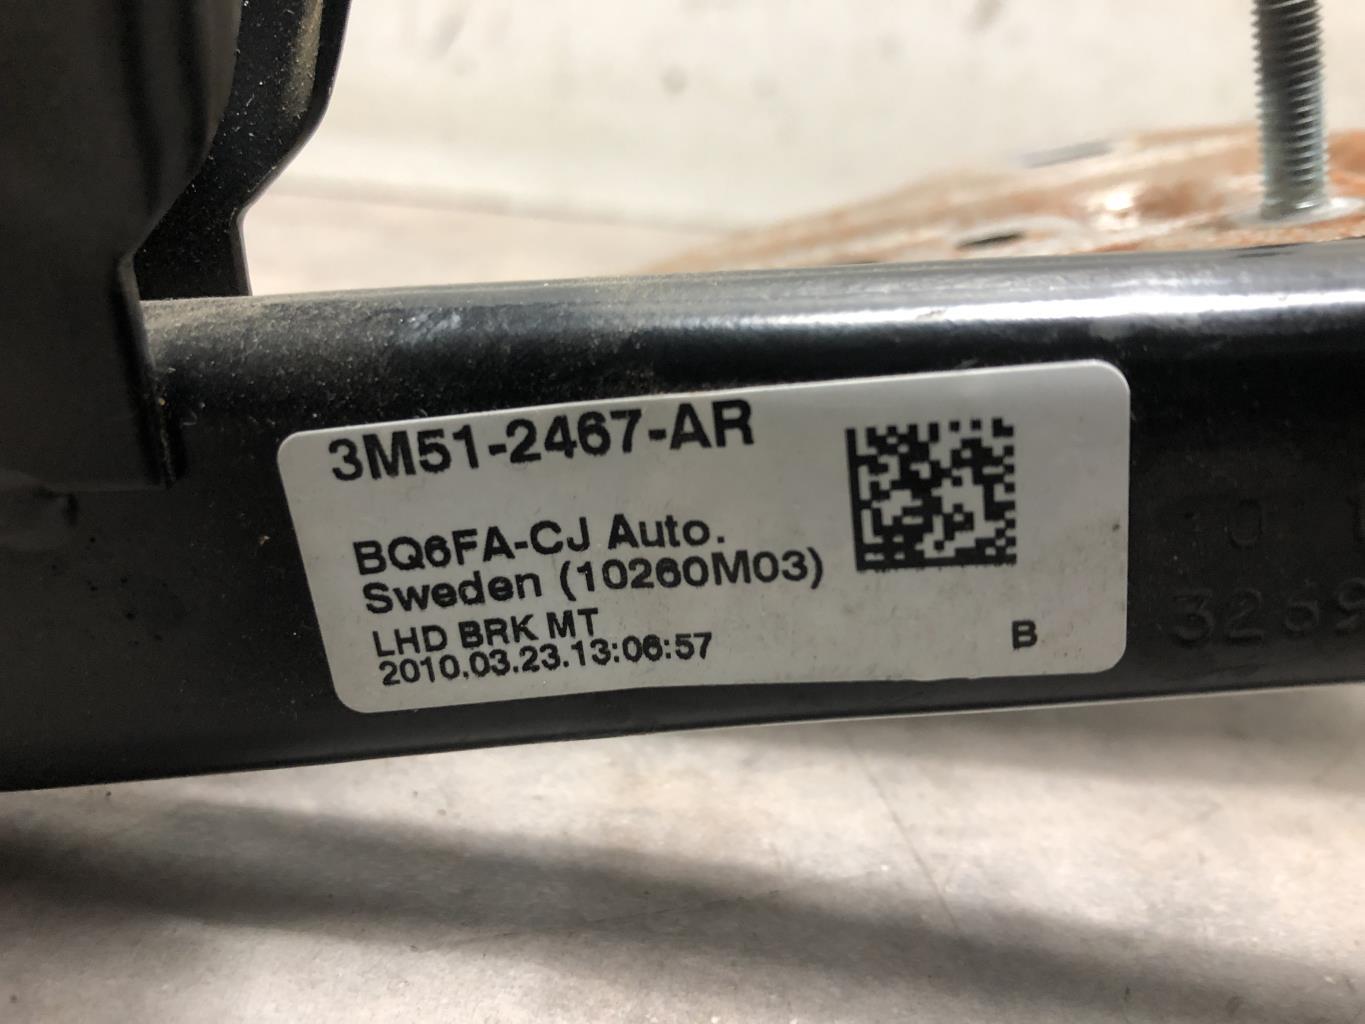 3M51-2467-AR
BQ6FA-CJ Auto.
Sweden (10260M03)
LHD BRK MT
2010.03.23.13:06:57
B